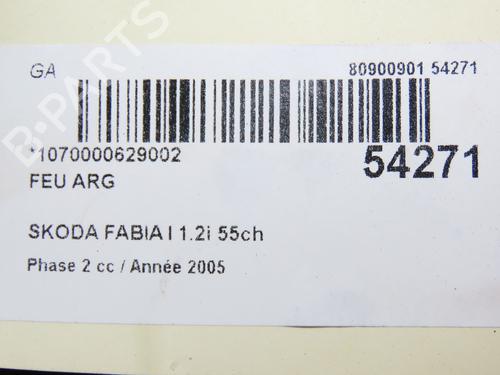 GA
80900901 54271
*1070000629002
54271
FEU ARG
SKODA FABIA I 1.2i 55ch
Phase 2 cc / Année 2005
B-PARTS